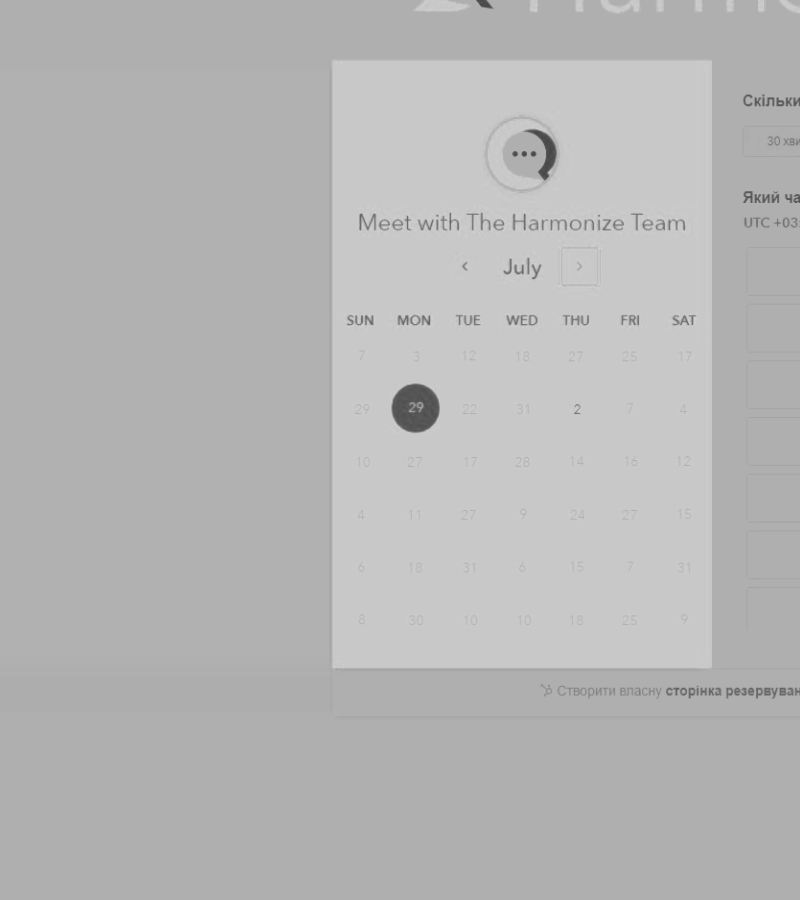 Скільки
30 хви
Meet with The Harmonize Team
Який ча
UTC +03:
July
SUN MON TUE WED THU FRI SAT
7 3 12 18 27 25 17
29 29 22 31 2 7 4
10 27 17 28 14 16 12
4 11 27 9 24 27 15
6 18 31 6 15 7 31
8 30 10 10 18 25 9
Створити власну сторінка резервуван